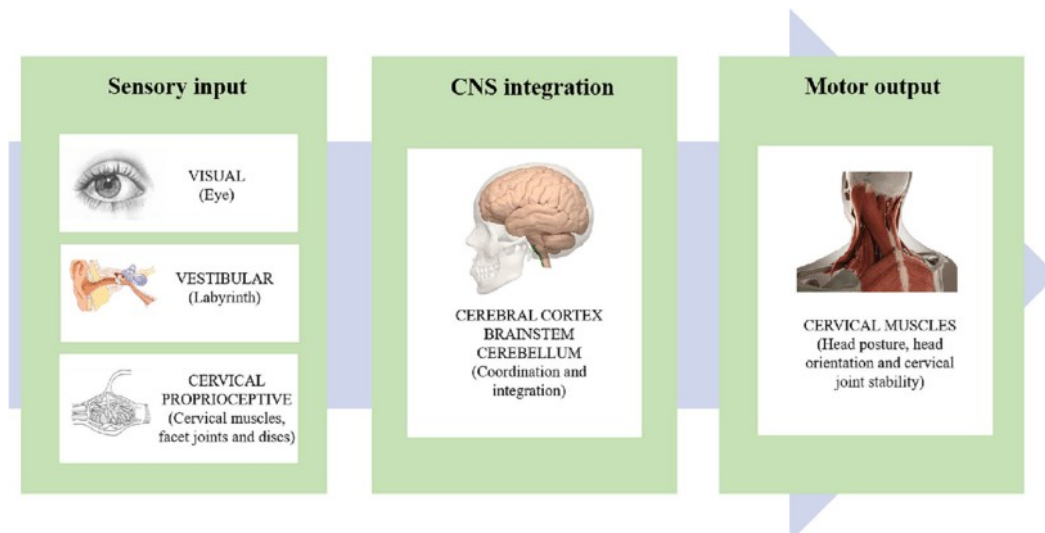 Sensory input
VISUAL
(Eye)
VESTIBULAR
(Labyrinth)
CERVICAL
PROPRIOCEPTIVE
(Cervical muscles,
facet joints and discs)
CNS integration
CEREBRAL CORTEX
BRAINSTEM
CEREBELLUM
(Coordination and
integration)
Motor output
CERVICAL MUSCLES
(Head posture, head
orientation and cervical
joint stability)